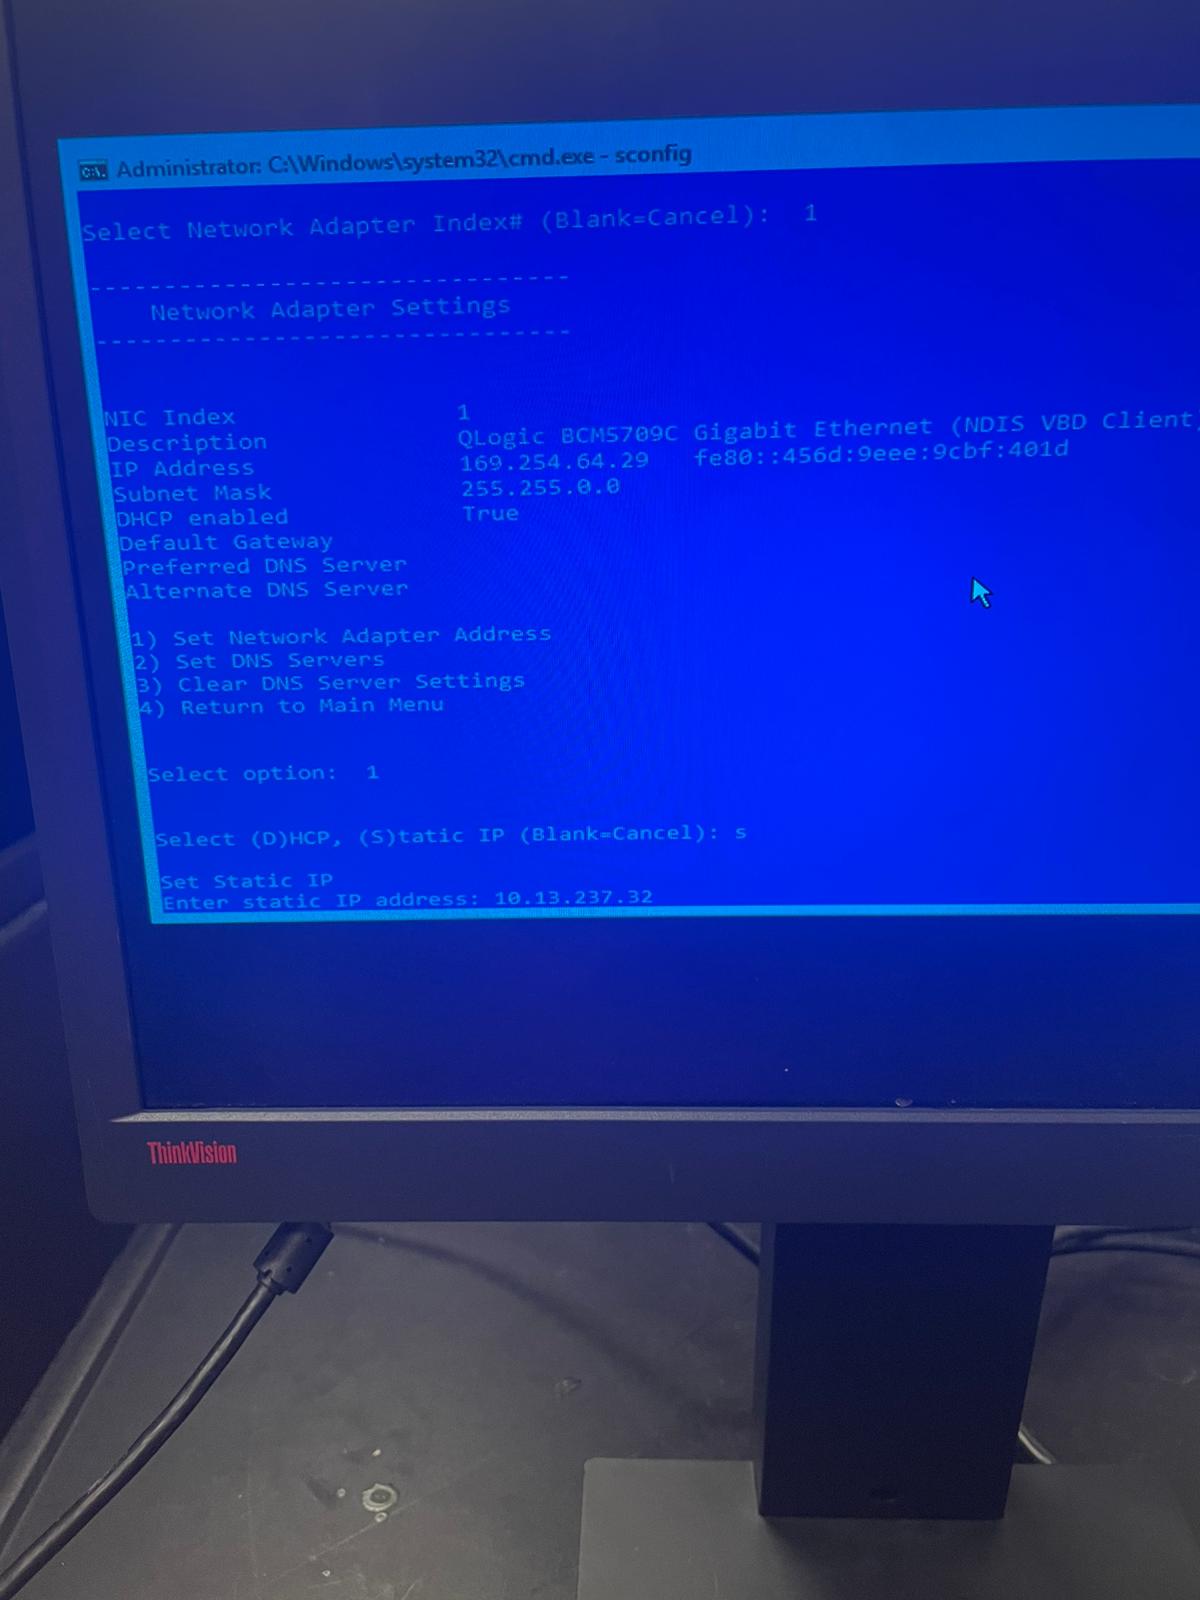 Administrator: C:\Windows\system32\cmd.exe - sconfig
Select Network Adapter Index# (Blank=Cancel):  1
--------------------------------
    Network Adapter Settings
--------------------------------
NIC Index                1
Description              QLogic BCM5709C Gigabit Ethernet (NDIS VBD Client,
IP Address               169.254.64.29   fe80::456d:9eee:9cbf:401d
Subnet Mask              255.255.0.0
DHCP enabled             True
Default Gateway
Preferred DNS Server
Alternate DNS Server
1) Set Network Adapter Address
2) Set DNS Servers
3) Clear DNS Server Settings
4) Return to Main Menu
Select option:  1
Select (D)HCP, (S)tatic IP (Blank=Cancel): s
Set Static IP
Enter static IP address: 10.13.237.32
ThinkVision